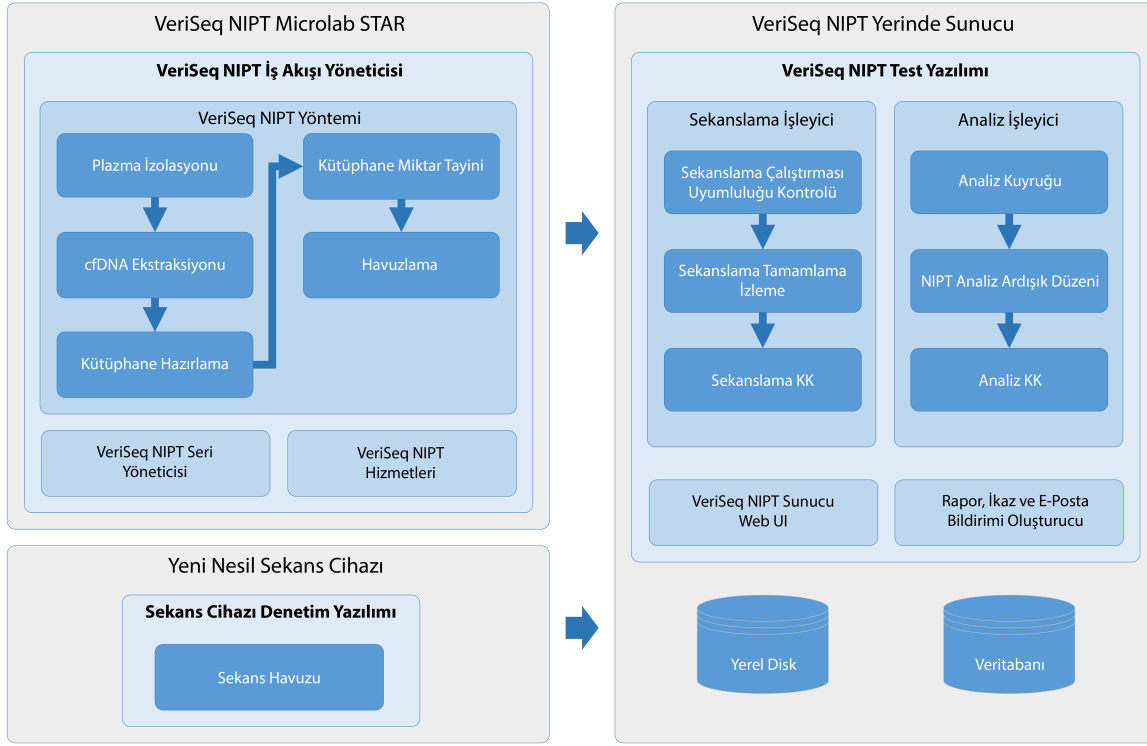 VeriSeq NIPT Microlab STAR
VeriSeq NIPT İş Akışı Yöneticisi
VeriSeq NIPT Yöntemi
Plazma İzolasyonu
cfDNA Ekstraksiyonu
Kütüphane Hazırlama
Kütüphane Miktar Tayini
Havuzlama
VeriSeq NIPT Seri
Yöneticisi
VeriSeq NIPT
Hizmetleri
Yeni Nesil Sekans Cihazı
Sekans Cihazı Denetim Yazılımı
Sekans Havuzu
VeriSeq NIPT Yerinde Sunucu
VeriSeq NIPT Test Yazılımı
Sekanslama İşleyici
Sekanslama Çalıştırması
Uyumluluğu Kontrolü
Sekanslama Tamamlama
İzleme
Sekanslama KK
Analiz İşleyici
Analiz Kuyruğu
NIPT Analiz Ardışık Düzeni
Analiz KK
VeriSeq NIPT Sunucu
Web UI
Rapor, İkaz ve E-Posta
Bildirimi Oluşturucu
Yerel Disk
Veritabanı